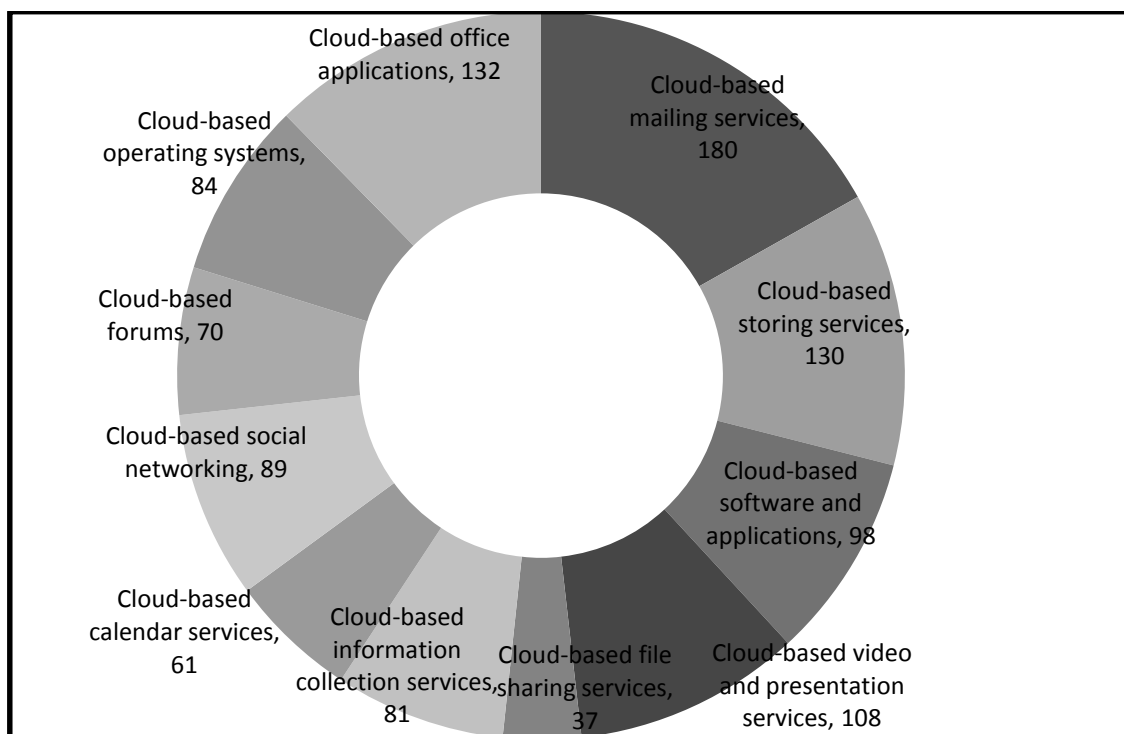 Cloud-based office
applications, 132
Cloud-based
mailing services,
180
Cloud-based
storing services,
130
Cloud-based
software and
applications, 98
Cloud-based video
and presentation
services, 108
Cloud-based file
sharing services,
37
Cloud-based
information
collection services,
81
Cloud-based
calendar services,
61
Cloud-based social
networking, 89
Cloud-based
forums, 70
Cloud-based
operating systems,
84